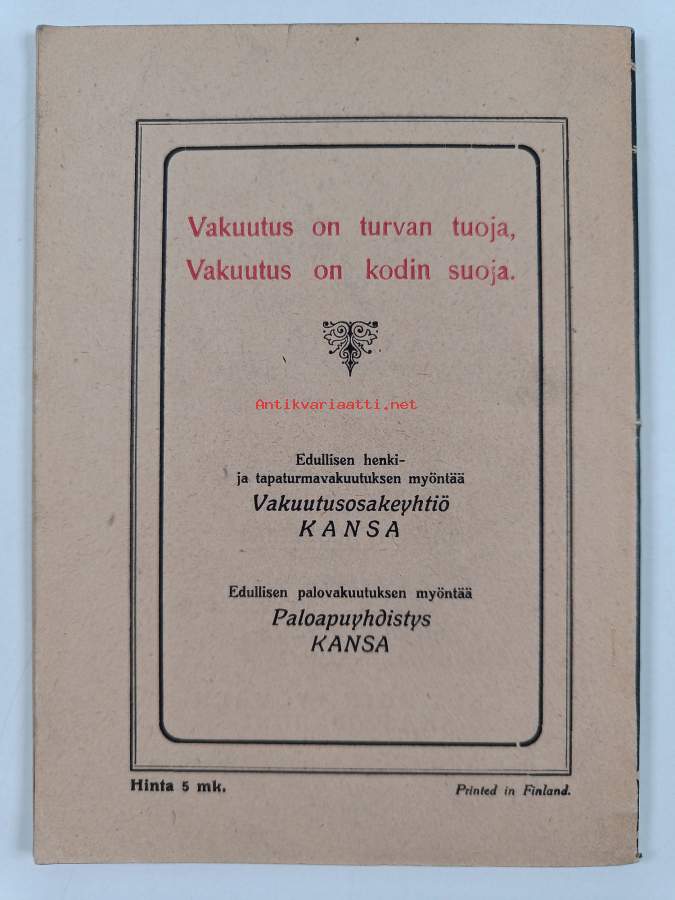 Vakuutus on turvan tuoja,
Vakuutus on kodin suoja.
Antikvariaatti.net
Edullisen henki-
ja tapaturmavakuutuksen myöntää
Vakuutusosakeyhtiö
KANSA
Edullisen palovakuutuksen myöntää
Paloapuyhdistys
KANSA
Hinta 5 mk.
Printed in Finland.